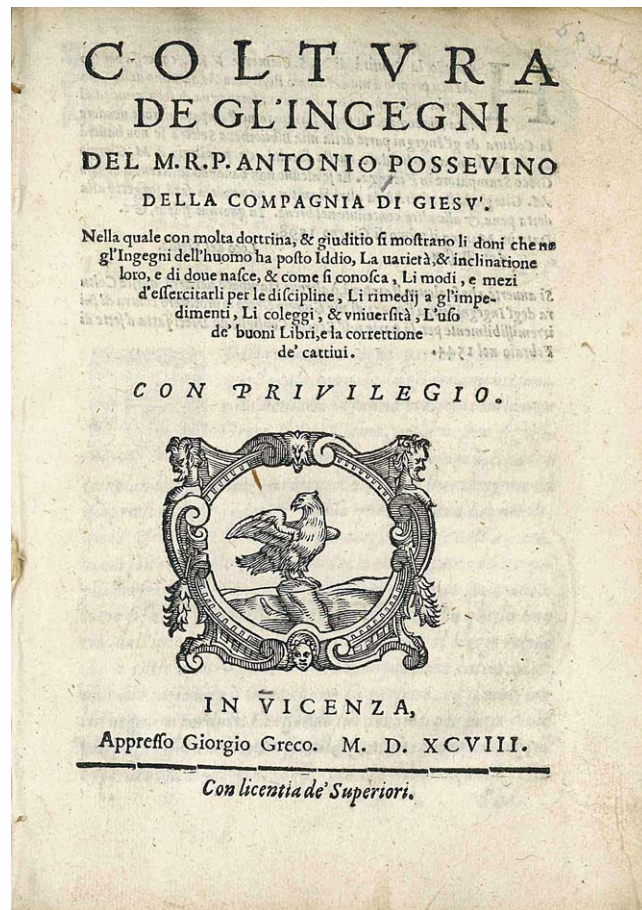 COLTVRA
DE GL'INGEGNI
DEL M.R.P. ANTONIO POSSEVINO
DELLA COMPAGNIA DI GIESV'.
Nella quale con molta dottrina, & giuditio ſi moſtrano li doni che ne
gl'Ingegni dell'huomo ha poſto Iddio, La uarietà, & inclinatione
loro, e di doue naſce, & come ſi conoſca, Li modi, e mezi
d'eſſercitarli per le diſcipline, Li rimedij a gl'impe-
dimenti, Li coleggi, & vniuerſità, L'uſo
de' buoni Libri, e la correttione
de' cattiui.
CON PRIVILEGIO.
IN VICENZA,
Appreſſo Giorgio Greco. M. D. XCVIII.
Con licentia de' Superiori.